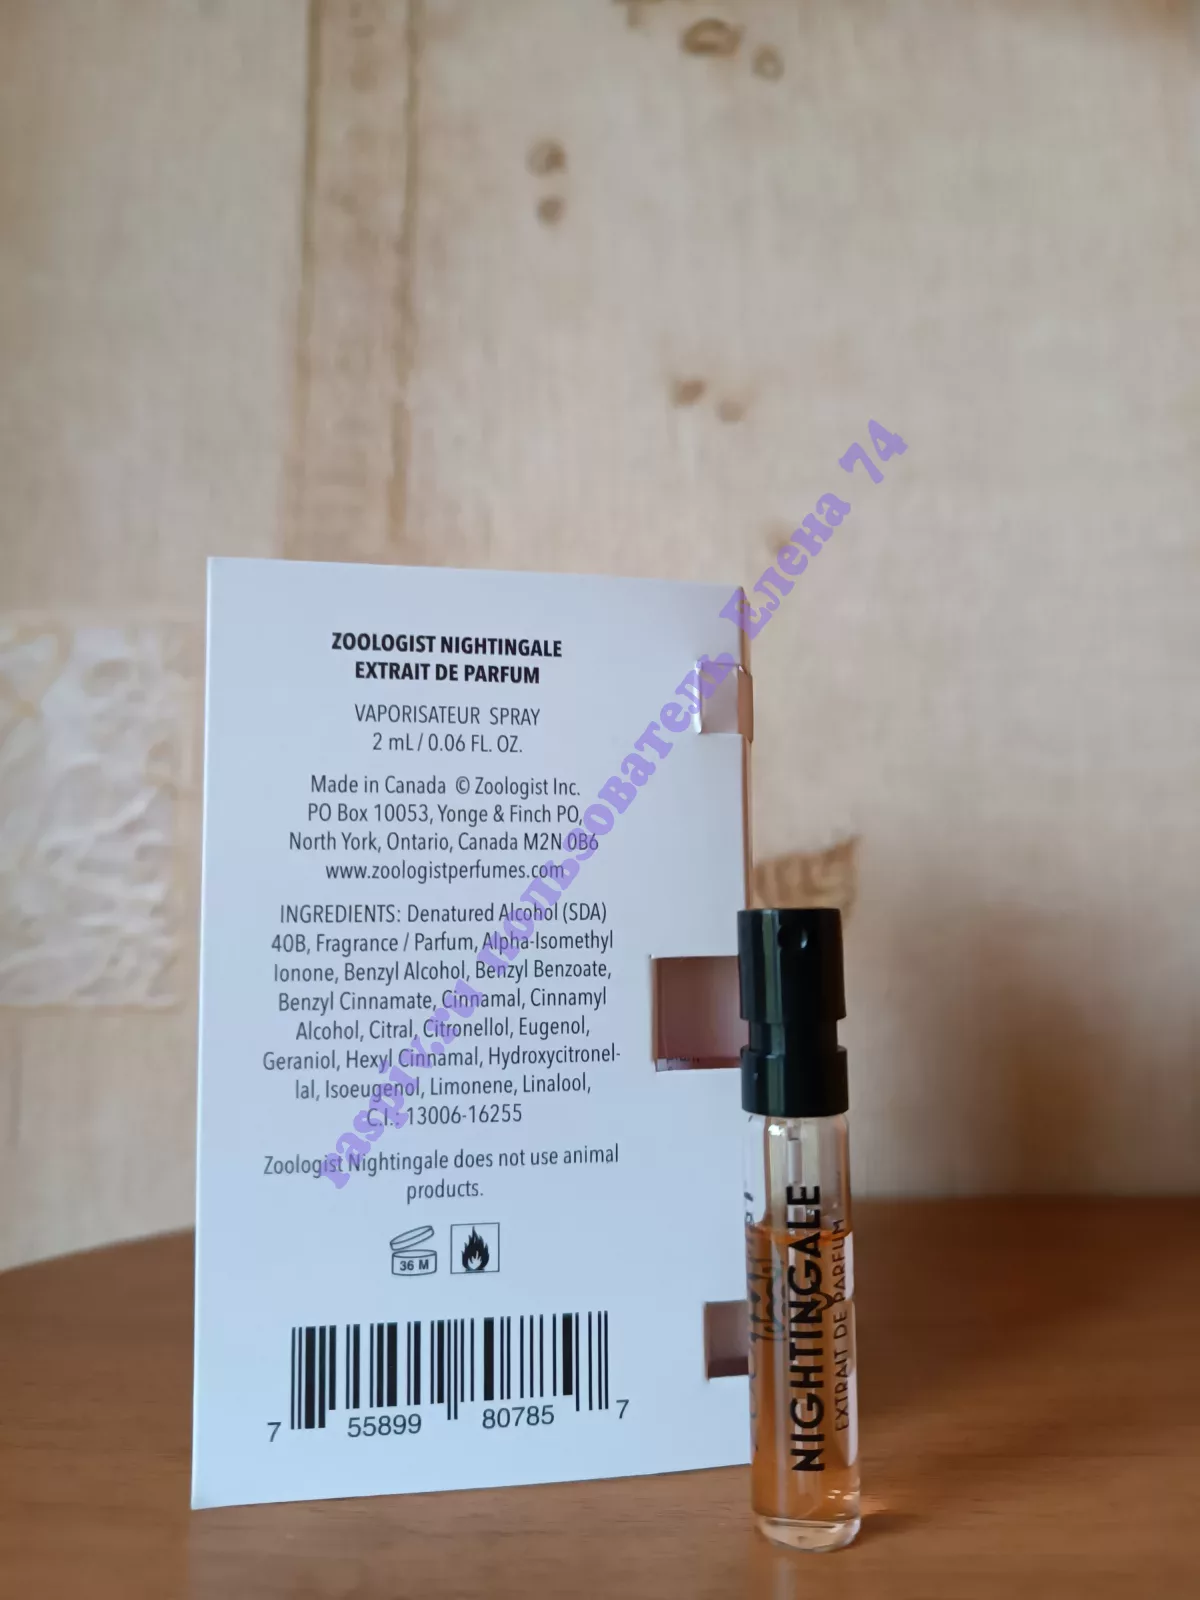 ZOOLOGIST NIGHTINGALE
EXTRAIT DE PARFUM
VAPORISATEUR SPRAY
2 mL / 0.06 FL. OZ.
Made in Canada © Zoologist Inc.
PO Box 10053, Yonge & Finch PO,
North York, Ontario, Canada M2N 0B6
www.zoologistperfumes.com
INGREDIENTS: Denatured Alcohol (SDA)
40B, Fragrance / Parfum, Alpha-Isomethyl
Ionone, Benzyl Alcohol, Benzyl Benzoate,
Benzyl Cinnamate, Cinnamal, Cinnamyl
Alcohol, Citral, Citronellol, Eugenol,
Geraniol, Hexyl Cinnamal, Hydroxycitronel-
lal, Isoeugenol, Limonene, Linalool,
C.I.: 13006-16255
Zoologist Nightingale does not use animal
products.
36 M
7 55899 80785 7
NIGHTINGALE
EXTRAIT DE PARFUM
raspiv.ru пользователь Елена 74